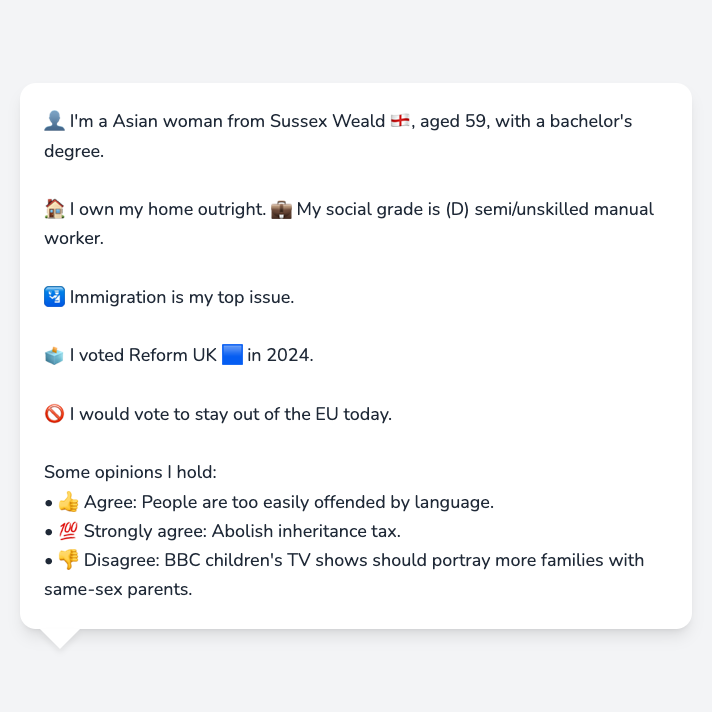 👤 I'm a Asian woman from Sussex Weald 🏴󠁧󠁢󠁥󠁮󠁧󠁿, aged 59, with a bachelor's
degree.
🏠 I own my home outright. 💼 My social grade is (D) semi/unskilled manual
worker.
🛂 Immigration is my top issue.
🗳️ I voted Reform UK 🟦 in 2024.
🚫 I would vote to stay out of the EU today.
Some opinions I hold:
• 👍 Agree: People are too easily offended by language.
• 💯 Strongly agree: Abolish inheritance tax.
• 👎 Disagree: BBC children's TV shows should portray more families with
same-sex parents.